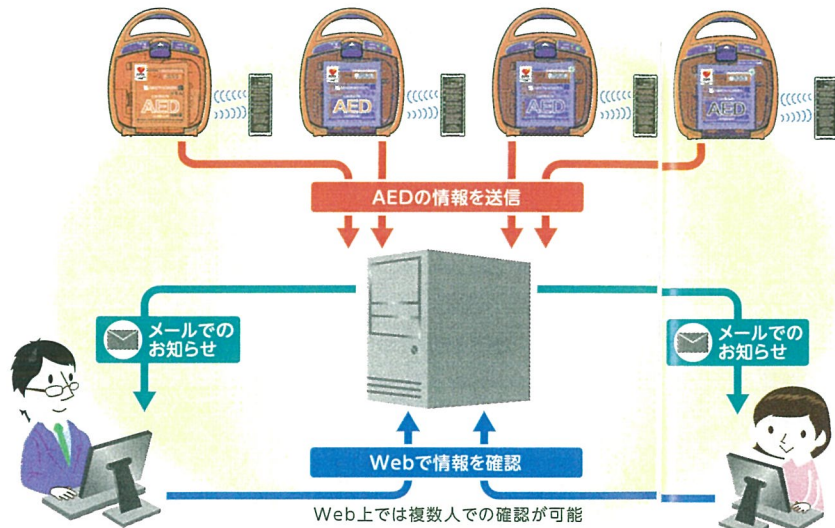 AED
AED
AED
AED
AEDの情報を送信
メールでの
お知らせ
メールでの
お知らせ
Webで情報を確認
Web上では複数人での確認が可能